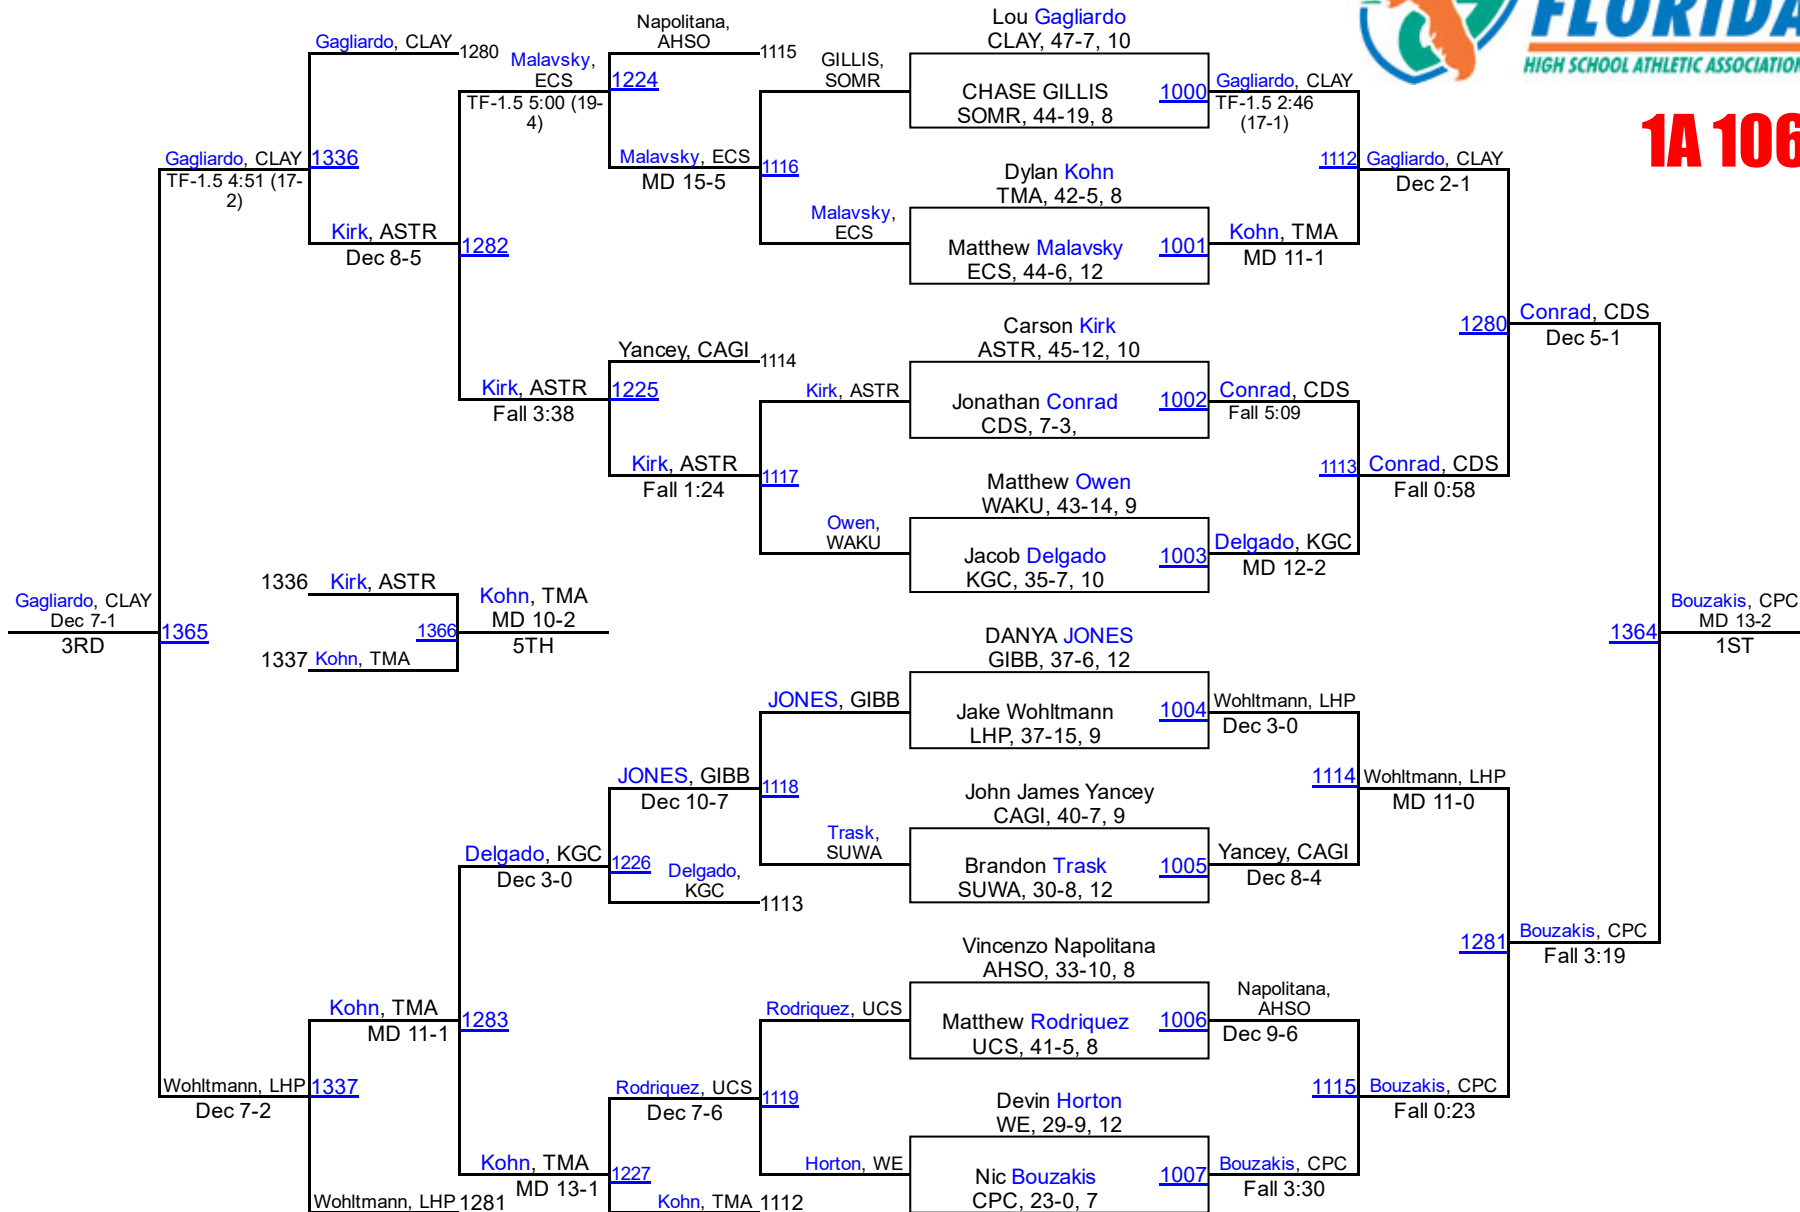 FLORIDA
HIGH SCHOOL ATHLETIC ASSOCIATION
1A 106
Lou Gagliardo
CLAY, 47-7, 10
CHASE GILLIS
SOMR, 44-19, 8
1000
Dylan Kohn
TMA, 42-5, 8
Matthew Malavsky
ECS, 44-6, 12
1001
Carson Kirk
ASTR, 45-12, 10
Jonathan Conrad
CDS, 7-3,
1002
Matthew Owen
WAKU, 43-14, 9
Jacob Delgado
KGC, 35-7, 10
1003
DANYA JONES
GIBB, 37-6, 12
Jake Wohltmann
LHP, 37-15, 9
1004
John James Yancey
CAGI, 40-7, 9
Brandon Trask
SUWA, 30-8, 12
1005
Vincenzo Napolitana
AHSO, 33-10, 8
Matthew Rodriquez
UCS, 41-5, 8
1006
Devin Horton
WE, 29-9, 12
Nic Bouzakis
CPC, 23-0, 7
1007
Gagliardo, CLAY
TF-1.5 2:46
(17-1)
Kohn, TMA
MD 11-1
Conrad, CDS
Fall 5:09
Delgado, KGC
MD 12-2
Wohltmann, LHP
Dec 3-0
Yancey, CAGI
Dec 8-4
Napolitana,
AHSO
Dec 9-6
Bouzakis, CPC
Fall 3:30
1112
Gagliardo, CLAY
Dec 2-1
1113
Conrad, CDS
Fall 0:58
1114
Wohltmann, LHP
MD 11-0
1115
Bouzakis, CPC
Fall 0:23
1280
Conrad, CDS
Dec 5-1
1281
Bouzakis, CPC
Fall 3:19
1364
Bouzakis, CPC
MD 13-2
1ST
GILLIS,
SOMR
Malavsky,
ECS
1116
Kirk, ASTR
Owen,
WAKU
1117
JONES, GIBB
Trask,
SUWA
1118
Rodriquez, UCS
Horton, WE
1119
Napolitana,
AHSO
1115
Malavsky, ECS
MD 15-5
1224
Yancey, CAGI
1114
Kirk, ASTR
Fall 1:24
1225
JONES, GIBB
Dec 10-7
1226
Delgado,
KGC
1113
Rodriquez, UCS
Dec 7-6
1227
Kohn, TMA
1112
Malavsky,
ECS
TF-1.5 5:00 (19-
4)
Kirk, ASTR
Fall 3:38
1282
Delgado, KGC
Dec 3-0
Kohn, TMA
MD 13-1
1283
Gagliardo, CLAY
1280
Kirk, ASTR
Dec 8-5
1336
Kohn, TMA
MD 11-1
1337
Wohltmann, LHP
1281
Gagliardo, CLAY
TF-1.5 4:51 (17-
2)
Wohltmann, LHP
Dec 7-2
1365
Gagliardo, CLAY
Dec 7-1
3RD
1336
Kirk, ASTR
1337
Kohn, TMA
1366
Kohn, TMA
MD 10-2
5TH